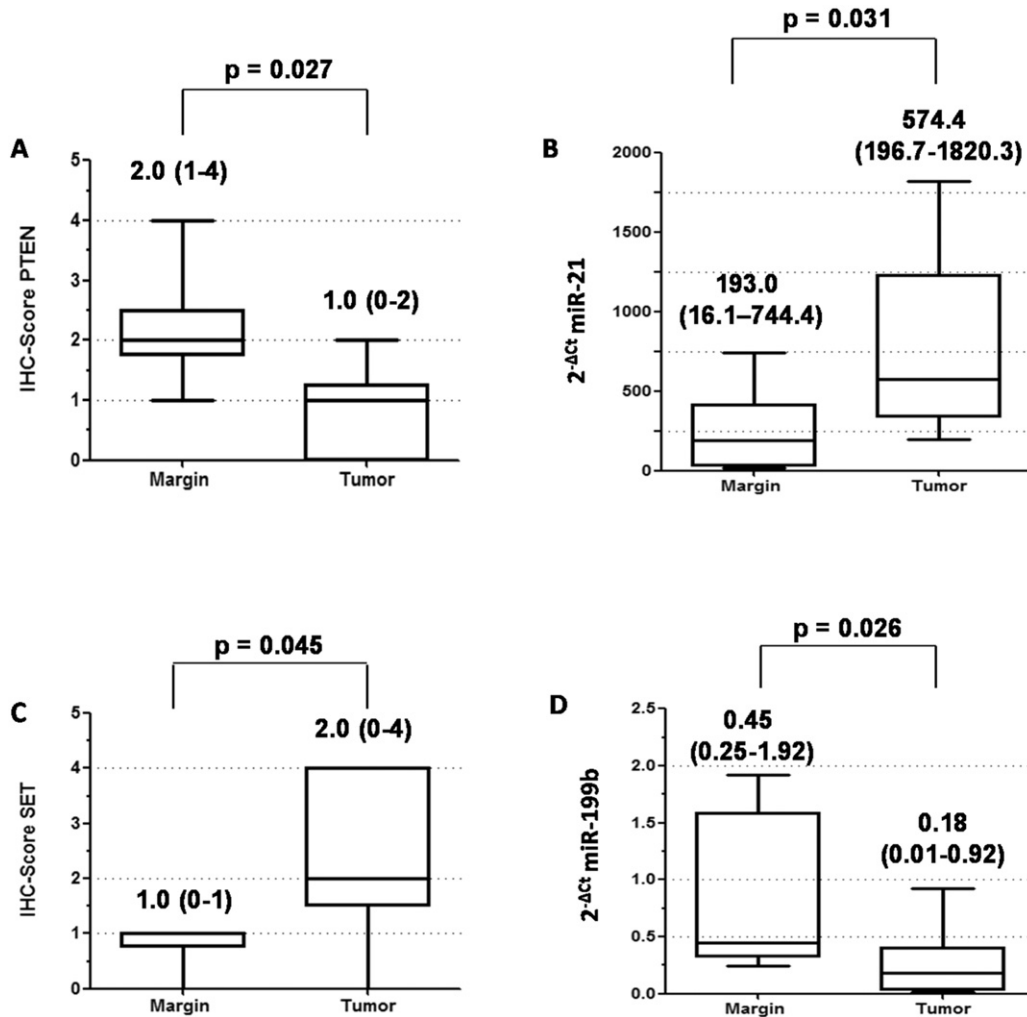 A
p = 0.027
2.0 (1-4)
1.0 (0-2)
IHC-Score PTEN
5
4
3
2
1
0
Margin
Tumor
B
p = 0.031
574.4
(196.7-1820.3)
193.0
(16.1–744.4)
2-ΔCt miR-21
2000
1500
1000
500
0
Margin
Tumor
C
p = 0.045
2.0 (0-4)
1.0 (0-1)
IHC-Score SET
5
4
3
2
1
0
Margin
Tumor
D
p = 0.026
0.45
(0.25-1.92)
0.18
(0.01-0.92)
2-ΔCt miR-199b
2.5
2.0
1.5
1.0
0.5
0.0
Margin
Tumor